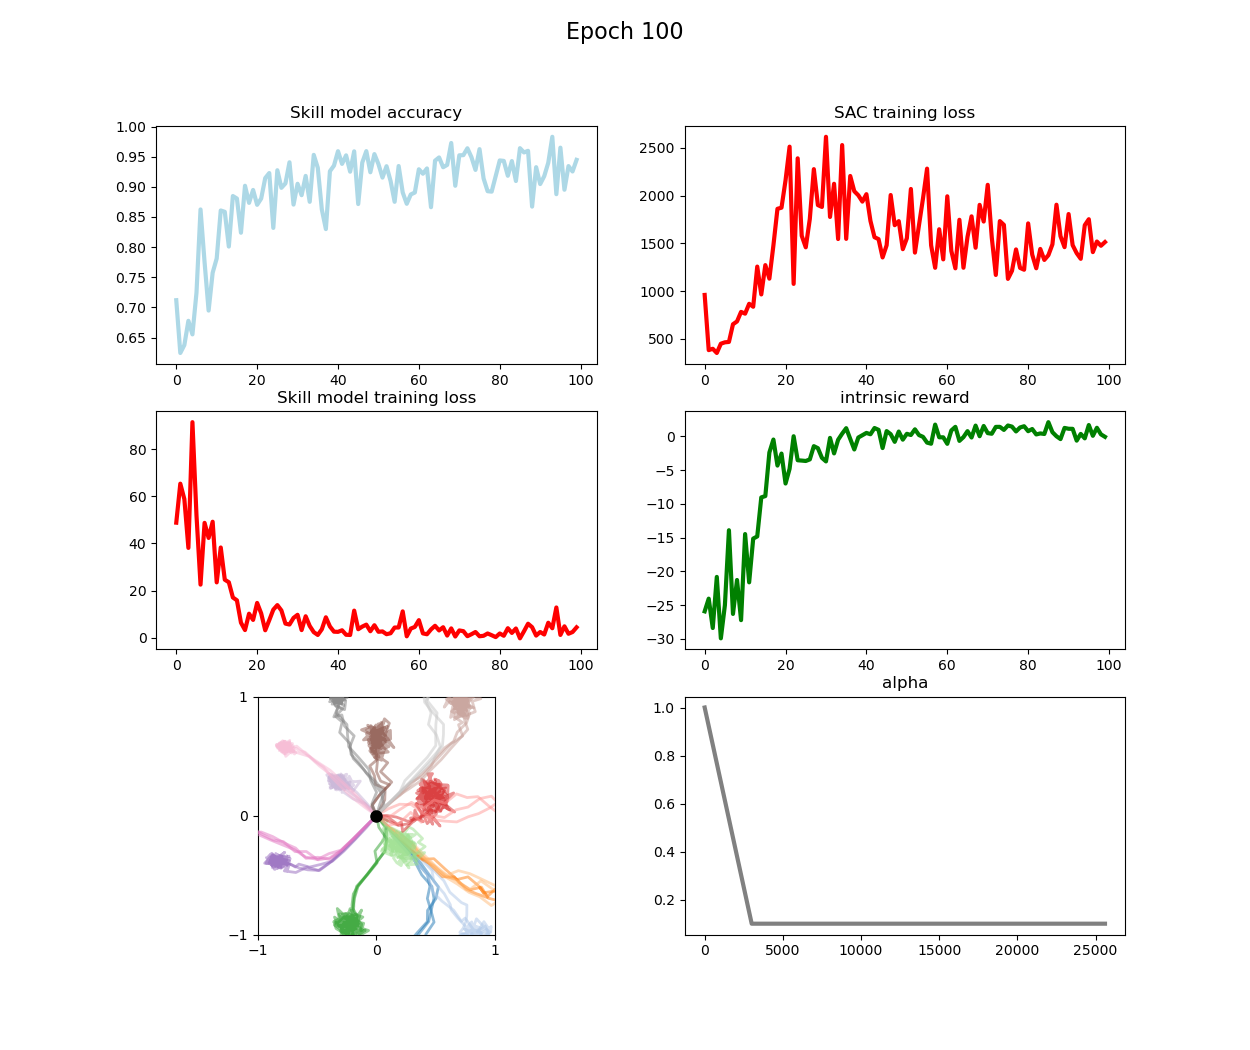 Epoch 100
Skill model accuracy
1.00
0.95
0.90
0.85
0.80
0.75
0.70
0.65
0 20 40 60 80 100
SAC training loss
2500
2000
1500
1000
500
0 20 40 60 80 100
Skill model training loss
80
60
40
20
0
0 20 40 60 80 100
intrinsic reward
0
−5
−10
−15
−20
−25
−30
0 20 40 60 80 100
1
0
−1
−1 0 1
alpha
1.0
0.8
0.6
0.4
0.2
0 5000 10000 15000 20000 25000